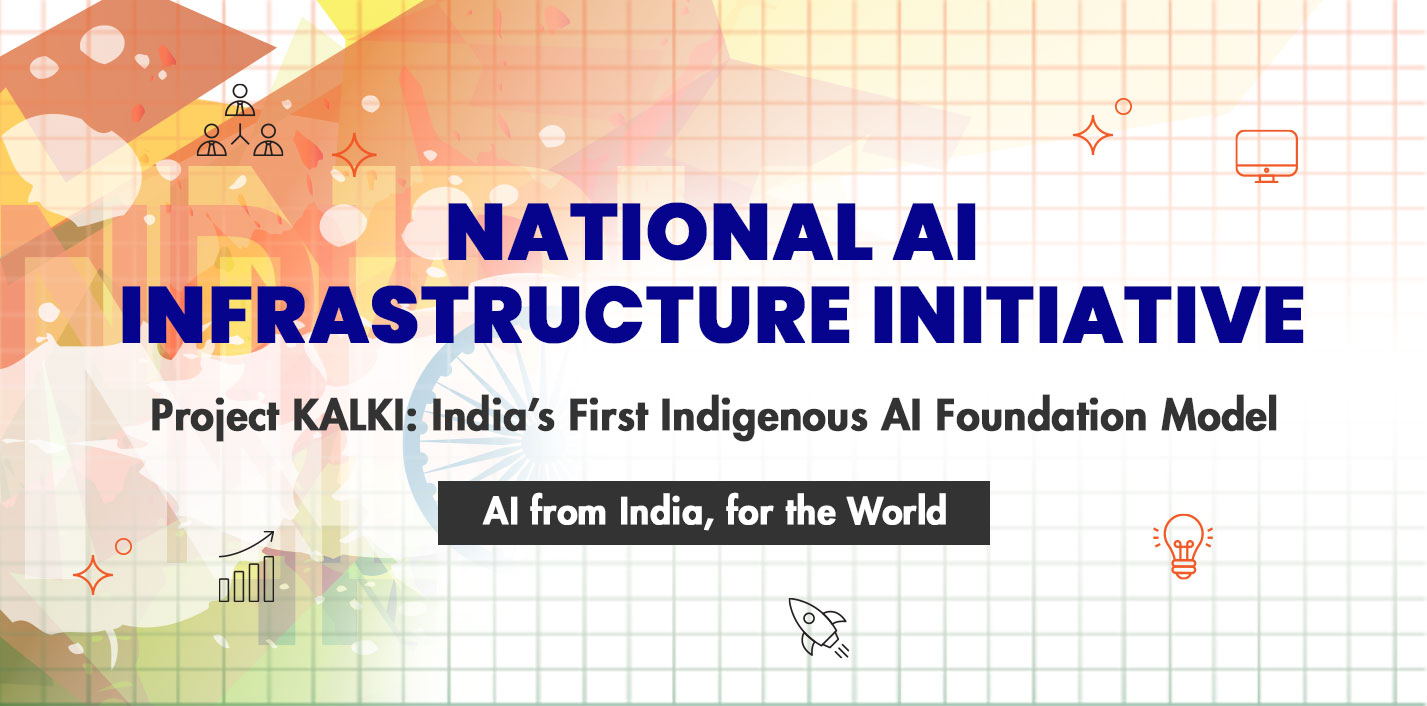 NATIONAL AI
INFRASTRUCTURE INITIATIVE
Project KALKI: India’s First Indigenous AI Foundation Model
AI from India, for the World